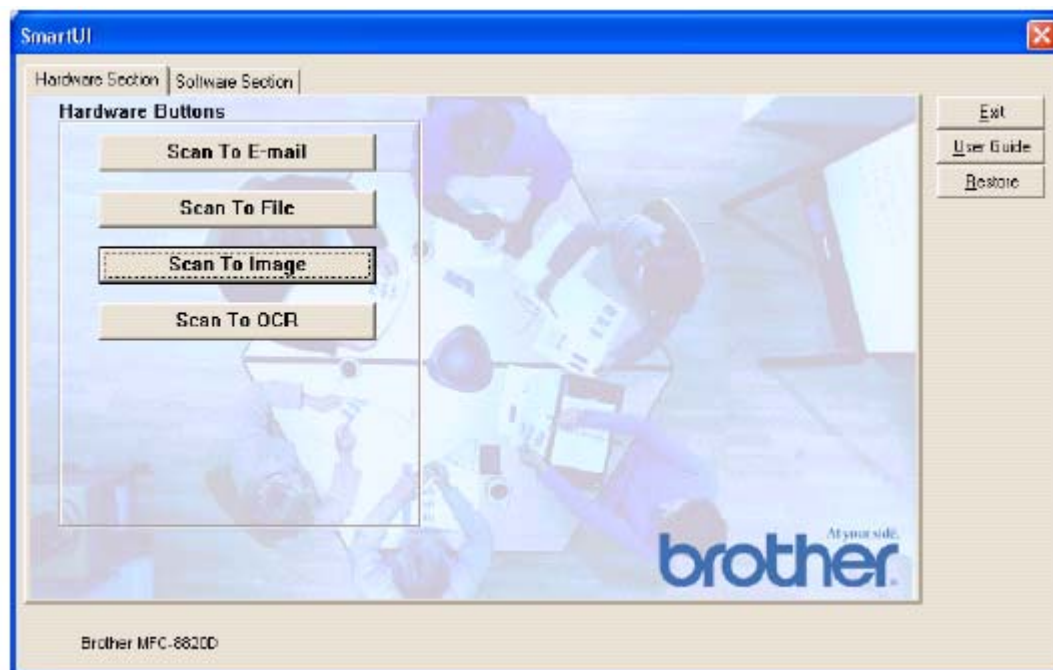 SmartUI
Hardware Section
Software Section
Hardware Buttons
Scan To E-mail
Scan To File
Scan To Image
Scan To OCR
Exit
User Guide
Restore
At your side.
brother
Brother MFC-8820D